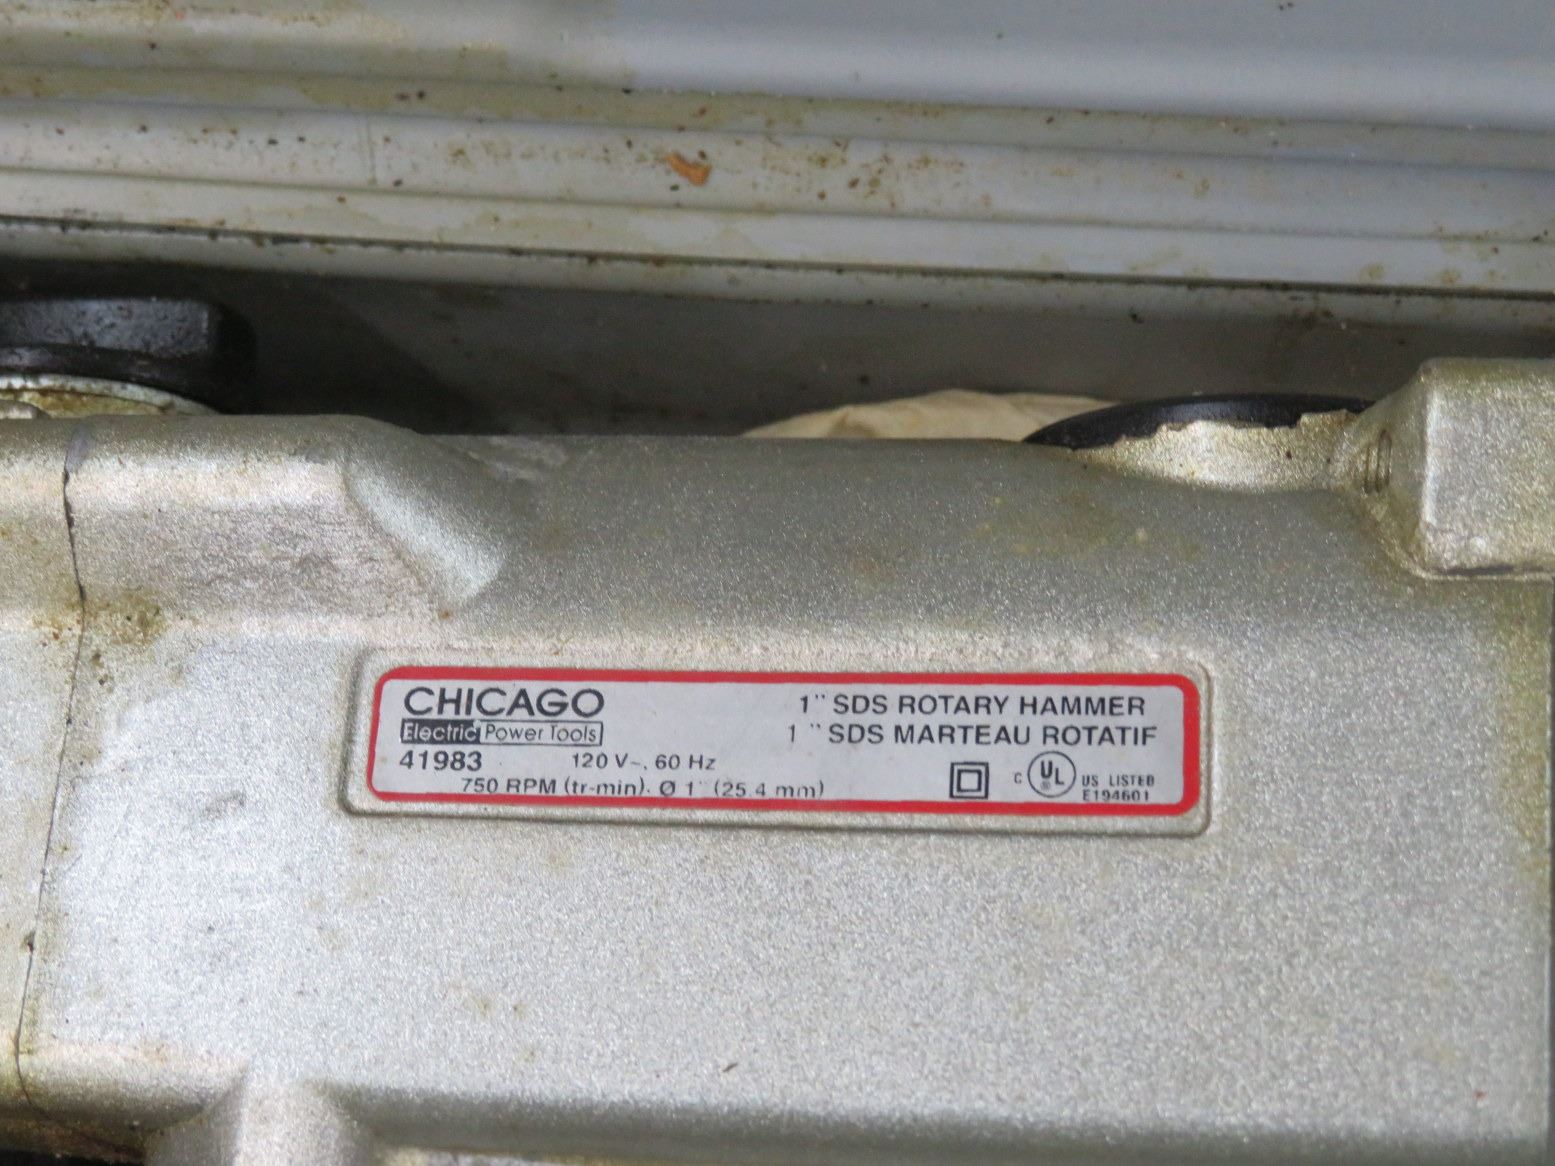 CHICAGO
Electric Power Tools
41983
120 V~, 60 Hz
750 RPM (tr-min). Ø 1" (25.4 mm)
1" SDS ROTARY HAMMER
1" SDS MARTEAU ROTATIF
C UL US LISTED
E194601